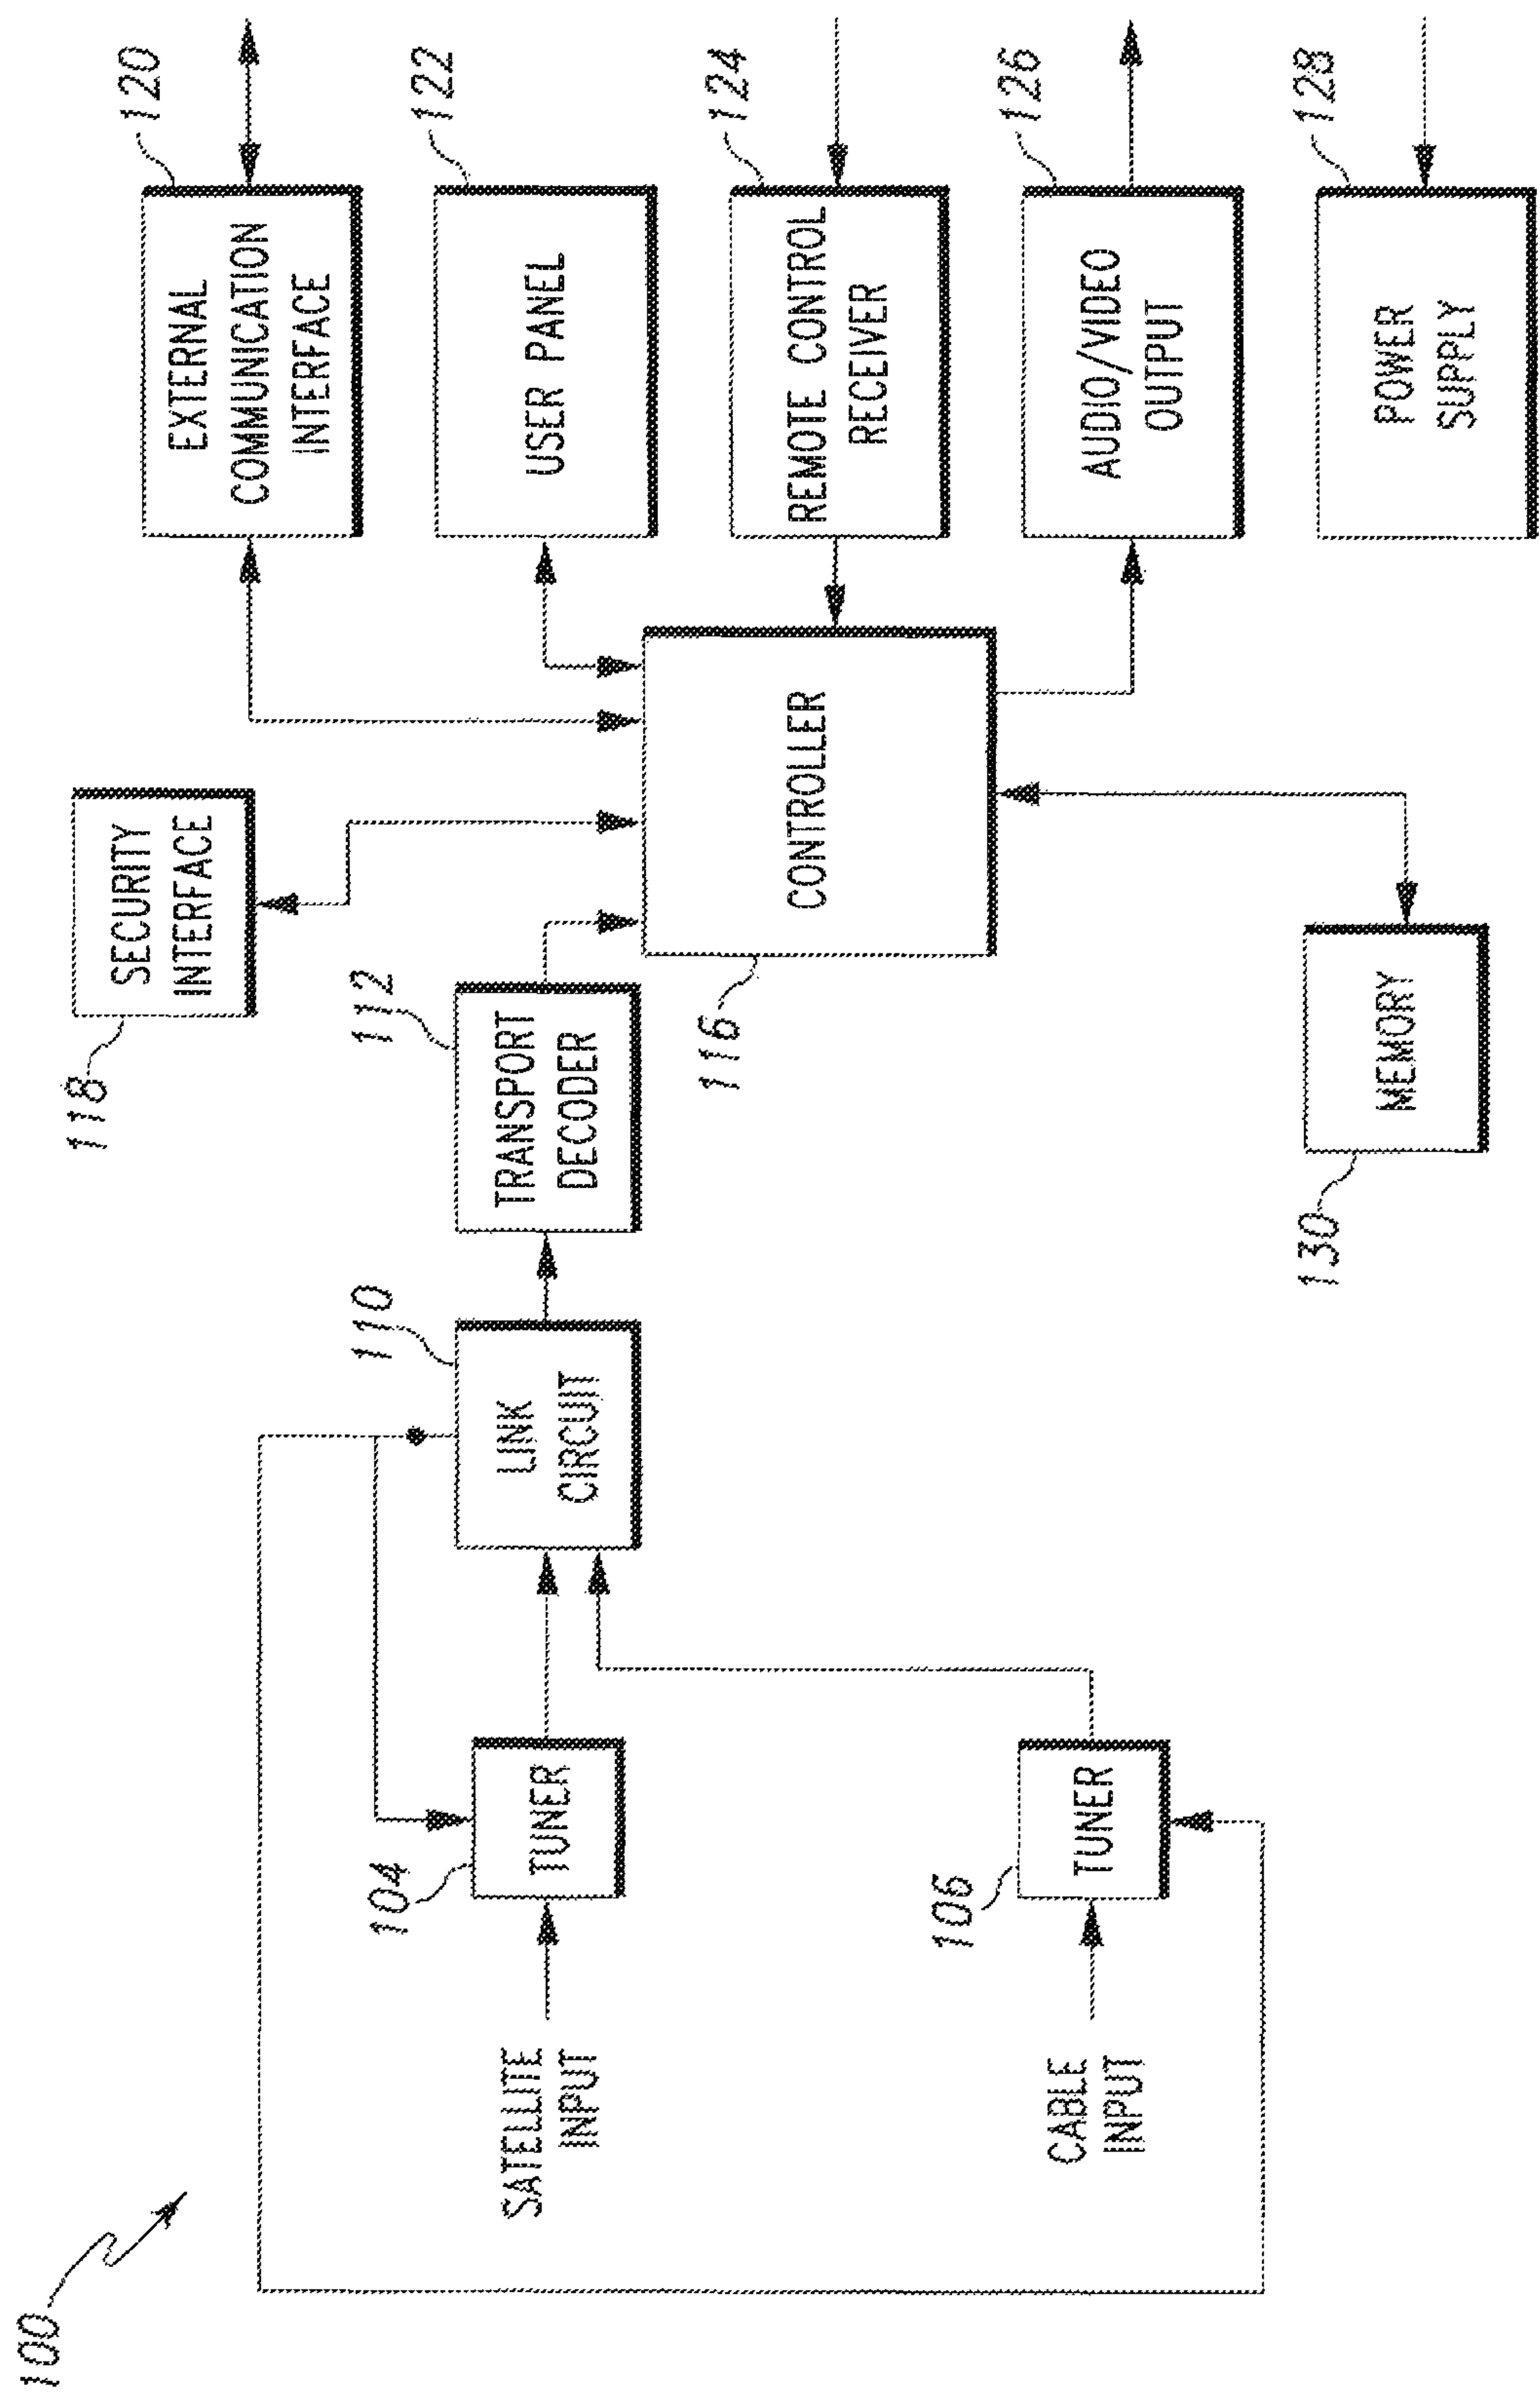 100
SATELLITE
INPUT
CABLE
INPUT
104
TUNER
106
TUNER
110
LINK
CIRCUIT
112
TRANSPORT
DECODER
118
SECURITY
INTERFACE
116
CONTROLLER
130
MEMORY
120
EXTERNAL
COMMUNICATION
INTERFACE
122
USER PANEL
124
REMOTE CONTROL
RECEIVER
126
AUDIO/VIDEO
OUTPUT
128
POWER
SUPPLY